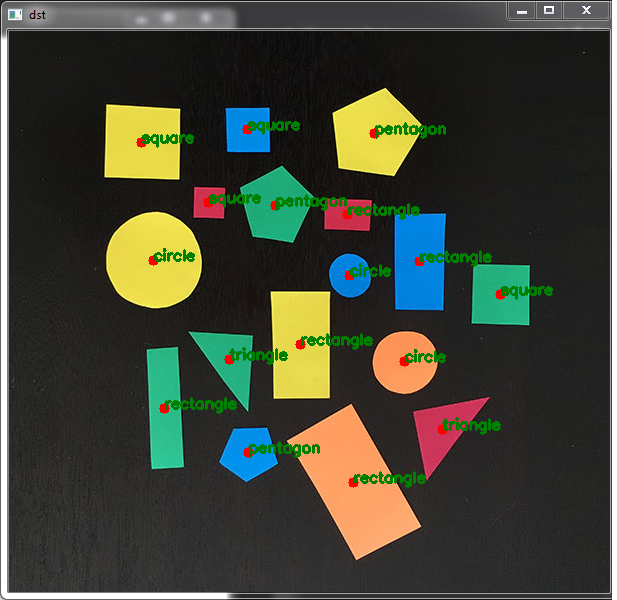 dst
square
square
pentagon
square
pentagon
rectangle
circle
rectangle
circle
square
rectangle
triangle
circle
rectangle
triangle
pentagon
rectangle